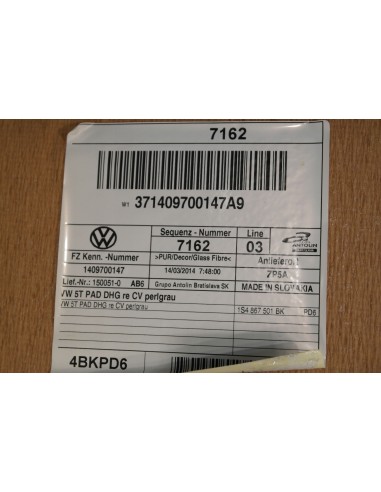 7162
W1 371409700147A9
Sequenz - Nummer Line
7162 03
FZ Kenn. -Nummer >PUR/Decor/Glass Fibre<
1409700147 14/03/2014 7:48:00 7P5A
Lief.-Nr.: 150051-0 AB6 Grupo Antolin Bratislava SK MADE IN SLOVAKIA
VW 5T PAD DHG re CV perlgrau
VW 5T PAD DHG re CV perlgrau 1S4 867 501 BK PD6
4BKPD6